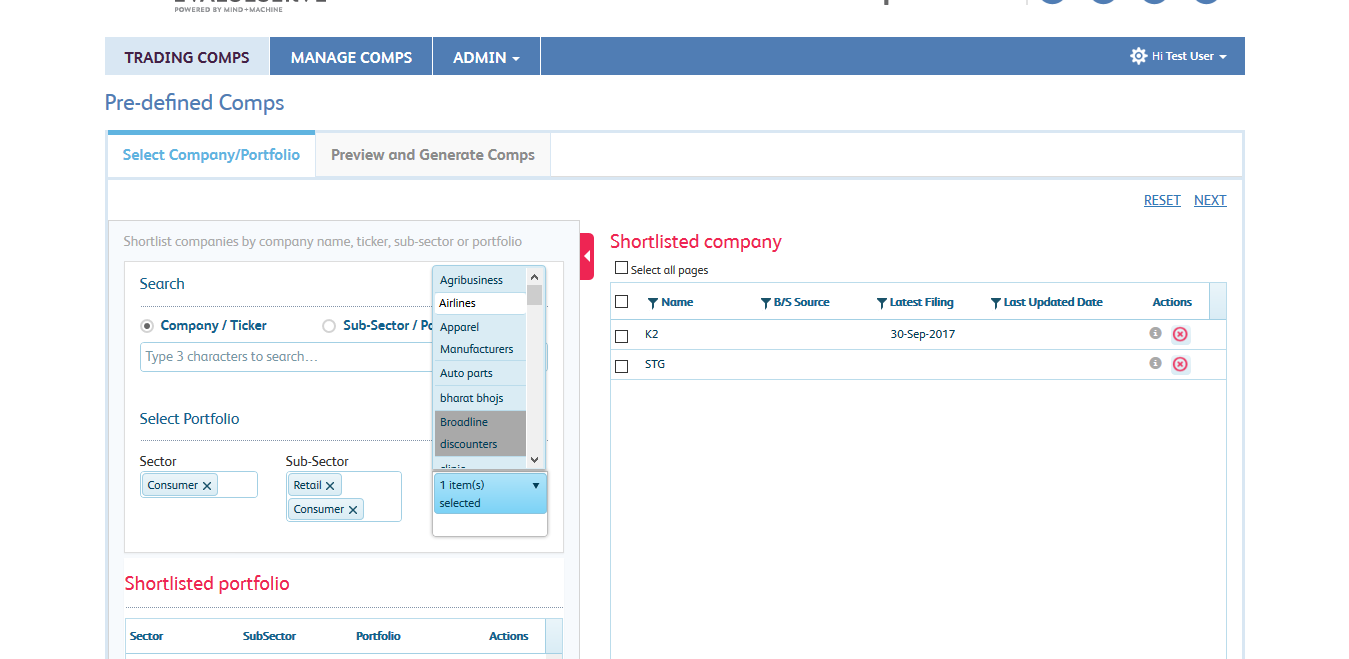 POWERED BY MIND+MACHINE
TRADING COMPS
MANAGE COMPS
ADMIN
Hi Test User
Pre-defined Comps
Select Company/Portfolio
Preview and Generate Comps
RESET
NEXT
Shortlist companies by company name, ticker, sub-sector or portfolio
Search
Company / Ticker
Sub-Sector / Po
Type 3 characters to search...
Select Portfolio
Sector
Consumer
Sub-Sector
Retail
Consumer
Agribusiness
Airlines
Apparel
Manufacturers
Auto parts
bharat bhojs
Broadline
discounters
clinic
1 item(s)
selected
Shortlisted portfolio
Sector
SubSector
Portfolio
Actions
Shortlisted company
Select all pages
Name
B/S Source
Latest Filing
Last Updated Date
Actions
K2
30-Sep-2017
STG